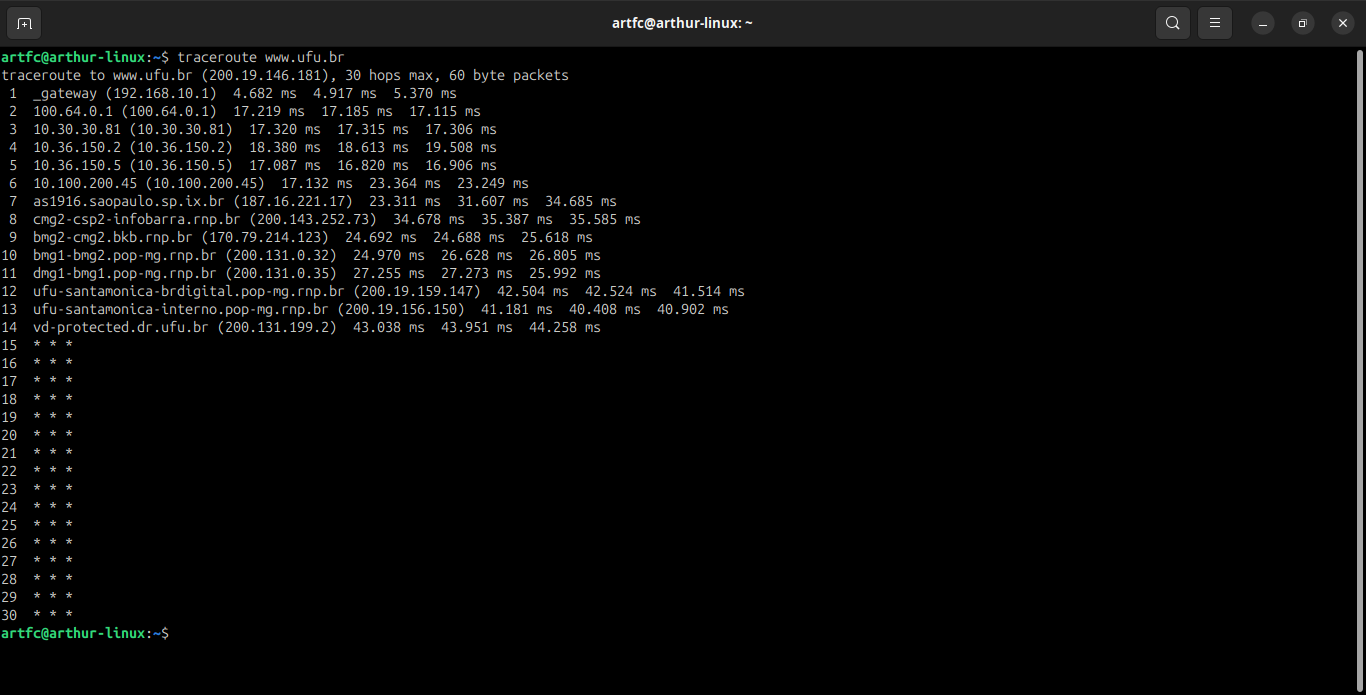 artfc@arthur-linux: ~
artfc@arthur-linux:~$ traceroute www.ufu.br
traceroute to www.ufu.br (200.19.146.181), 30 hops max, 60 byte packets
 1  _gateway (192.168.10.1)  4.682 ms  4.917 ms  5.370 ms
 2  100.64.0.1 (100.64.0.1)  17.219 ms  17.185 ms  17.115 ms
 3  10.30.30.81 (10.30.30.81)  17.320 ms  17.315 ms  17.306 ms
 4  10.36.150.2 (10.36.150.2)  18.380 ms  18.613 ms  19.508 ms
 5  10.36.150.5 (10.36.150.5)  17.087 ms  16.820 ms  16.906 ms
 6  10.100.200.45 (10.100.200.45)  17.132 ms  23.364 ms  23.249 ms
 7  as1916.saopaulo.sp.ix.br (187.16.221.17)  23.311 ms  31.607 ms  34.685 ms
 8  cmg2-csp2-infobarra.rnp.br (200.143.252.73)  34.678 ms  35.387 ms  35.585 ms
 9  bmg2-cmg2.bkb.rnp.br (170.79.214.123)  24.692 ms  24.688 ms  25.618 ms
10  bmg1-bmg2.pop-mg.rnp.br (200.131.0.32)  24.970 ms  26.628 ms  26.805 ms
11  dmg1-bmg1.pop-mg.rnp.br (200.131.0.35)  27.255 ms  27.273 ms  25.992 ms
12  ufu-santamonica-brdigital.pop-mg.rnp.br (200.19.159.147)  42.504 ms  42.524 ms  41.514 ms
13  ufu-santamonica-interno.pop-mg.rnp.br (200.19.156.150)  41.181 ms  40.408 ms  40.902 ms
14  vd-protected.dr.ufu.br (200.131.199.2)  43.038 ms  43.951 ms  44.258 ms
15  * * *
16  * * *
17  * * *
18  * * *
19  * * *
20  * * *
21  * * *
22  * * *
23  * * *
24  * * *
25  * * *
26  * * *
27  * * *
28  * * *
29  * * *
30  * * *
artfc@arthur-linux:~$